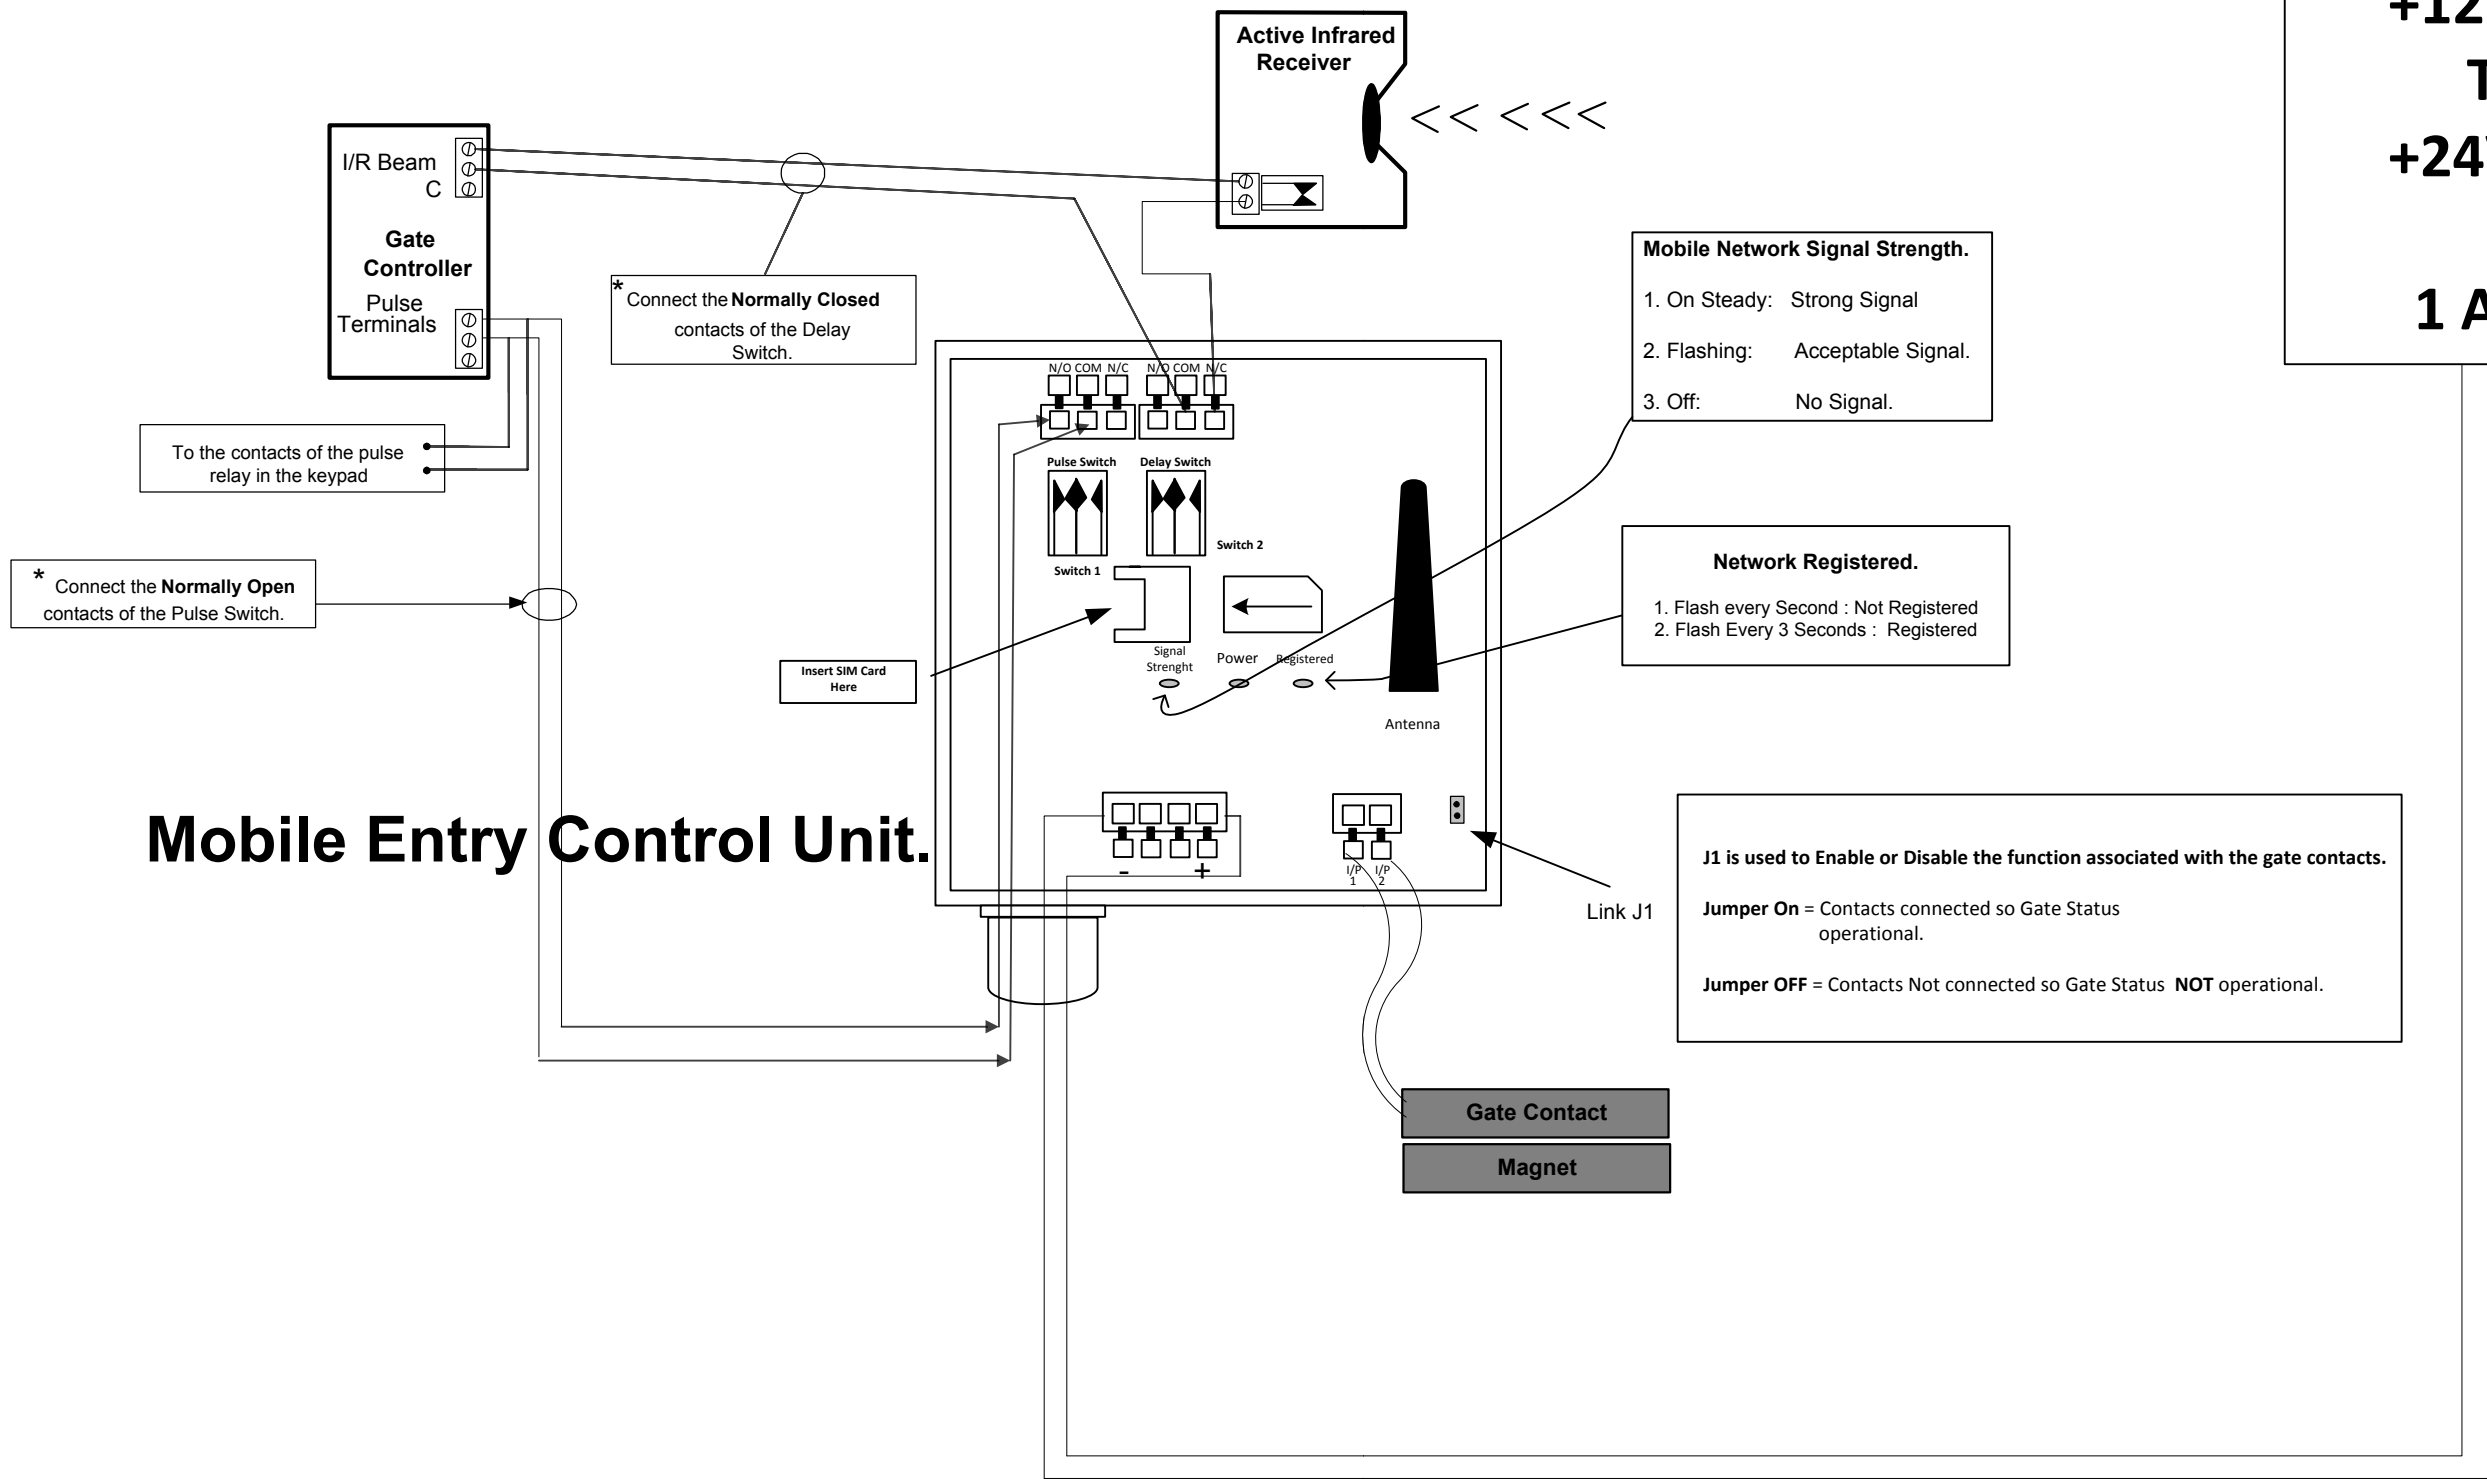 +12
T
+24V
1 A
Active Infrared
Receiver
I/R Beam
C
Gate
Controller
Pulse
Terminals
* Connect the Normally Closed
contacts of the Delay
Switch.
Mobile Network Signal Strength.
1. On Steady: Strong Signal
2. Flashing: Acceptable Signal.
3. Off: No Signal.
To the contacts of the pulse
relay in the keypad
* Connect the Normally Open
contacts of the Pulse Switch.
N/O COM N/C N/O COM N/C
Pulse Switch Delay Switch
Switch 2
Switch 1
Network Registered.
1. Flash every Second : Not Registered
2. Flash Every 3 Seconds : Registered
Insert SIM Card
Here
Signal
Strenght
Power
Registered
Antenna
Mobile Entry Control Unit.
- +
I/P
1
I/P
2
Link J1
J1 is used to Enable or Disable the function associated with the gate contacts.
Jumper On = Contacts connected so Gate Status
operational.
Jumper OFF = Contacts Not connected so Gate Status NOT operational.
Gate Contact
Magnet